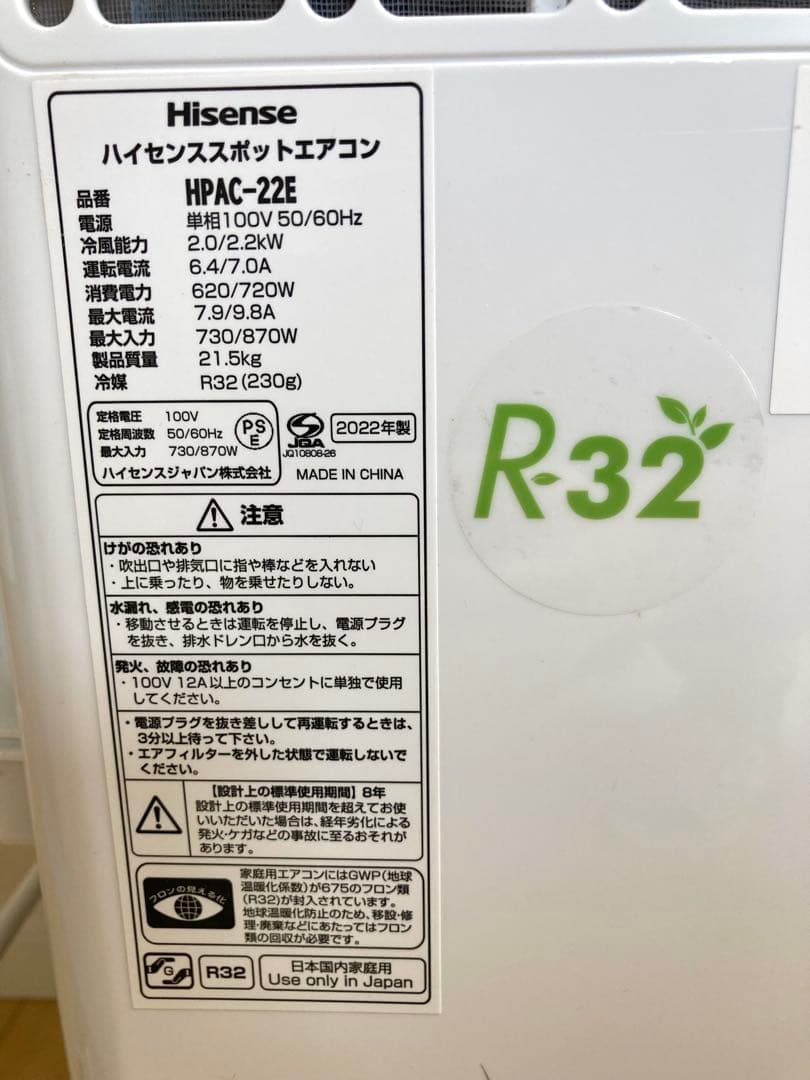 Hisense
ハイセンススポットエアコン
品番 HPAC-22E
電源 単相100V 50/60Hz
冷風能力 2.0/2.2kW
運転電流 6.4/7.0A
消費電力 620/720W
最大電流 7.9/9.8A
最大入力 730/870W
製品質量 21.5kg
冷媒 R32(230g)
定格電圧 100V
定格周波数 50/60Hz
最大入力 730/870W
ハイセンスジャパン株式会社
PS
E
JQA
JQ10808-26
2022年製
MADE IN CHINA
注意
けがの恐れあり
・吹出口や排気口に指や棒などを入れない
・上に乗ったり、物を乗せたりしない。
水漏れ、感電の恐れあり
・移動させるときは運転を停止し、電源プラグ
を抜き、排水ドレン口から水を抜く。
発火、故障の恐れあり
・100V 12A以上のコンセントに単独で使用
してください。
・電源プラグを抜き差しして再運転するときは、
3分以上待って下さい。
・エアフィルターを外した状態で運転しないで
ください。
【設計上の標準使用期間】8年
設計上の標準使用期間を超えてお使
いいただいた場合は、経年劣化による
発火・ケガなどの事故に至るおそれが
あります。
フロンの見える化
家庭用エアコンにはGWP(地球
温暖化係数)が675のフロン類
(R32)が封入されています。
地球温暖化防止のため、移設・修
理・廃棄などにあたってはフロン
類の回収が必要です。
G
R32
日本国内家庭用
Use only in Japan
R-32